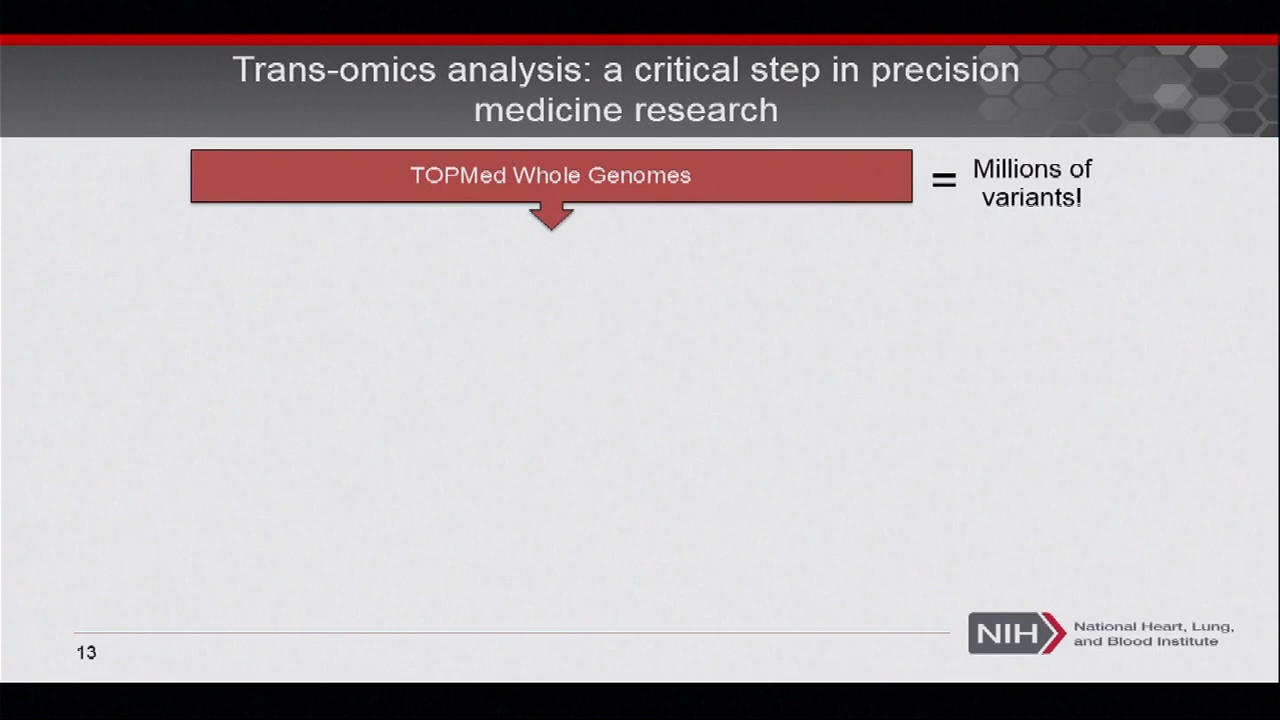 Trans-omics analysis: a critical step in precision
medicine research
TOPMed Whole Genomes
=
Millions of
variants!
13
NIH
National Heart, Lung,
and Blood Institute